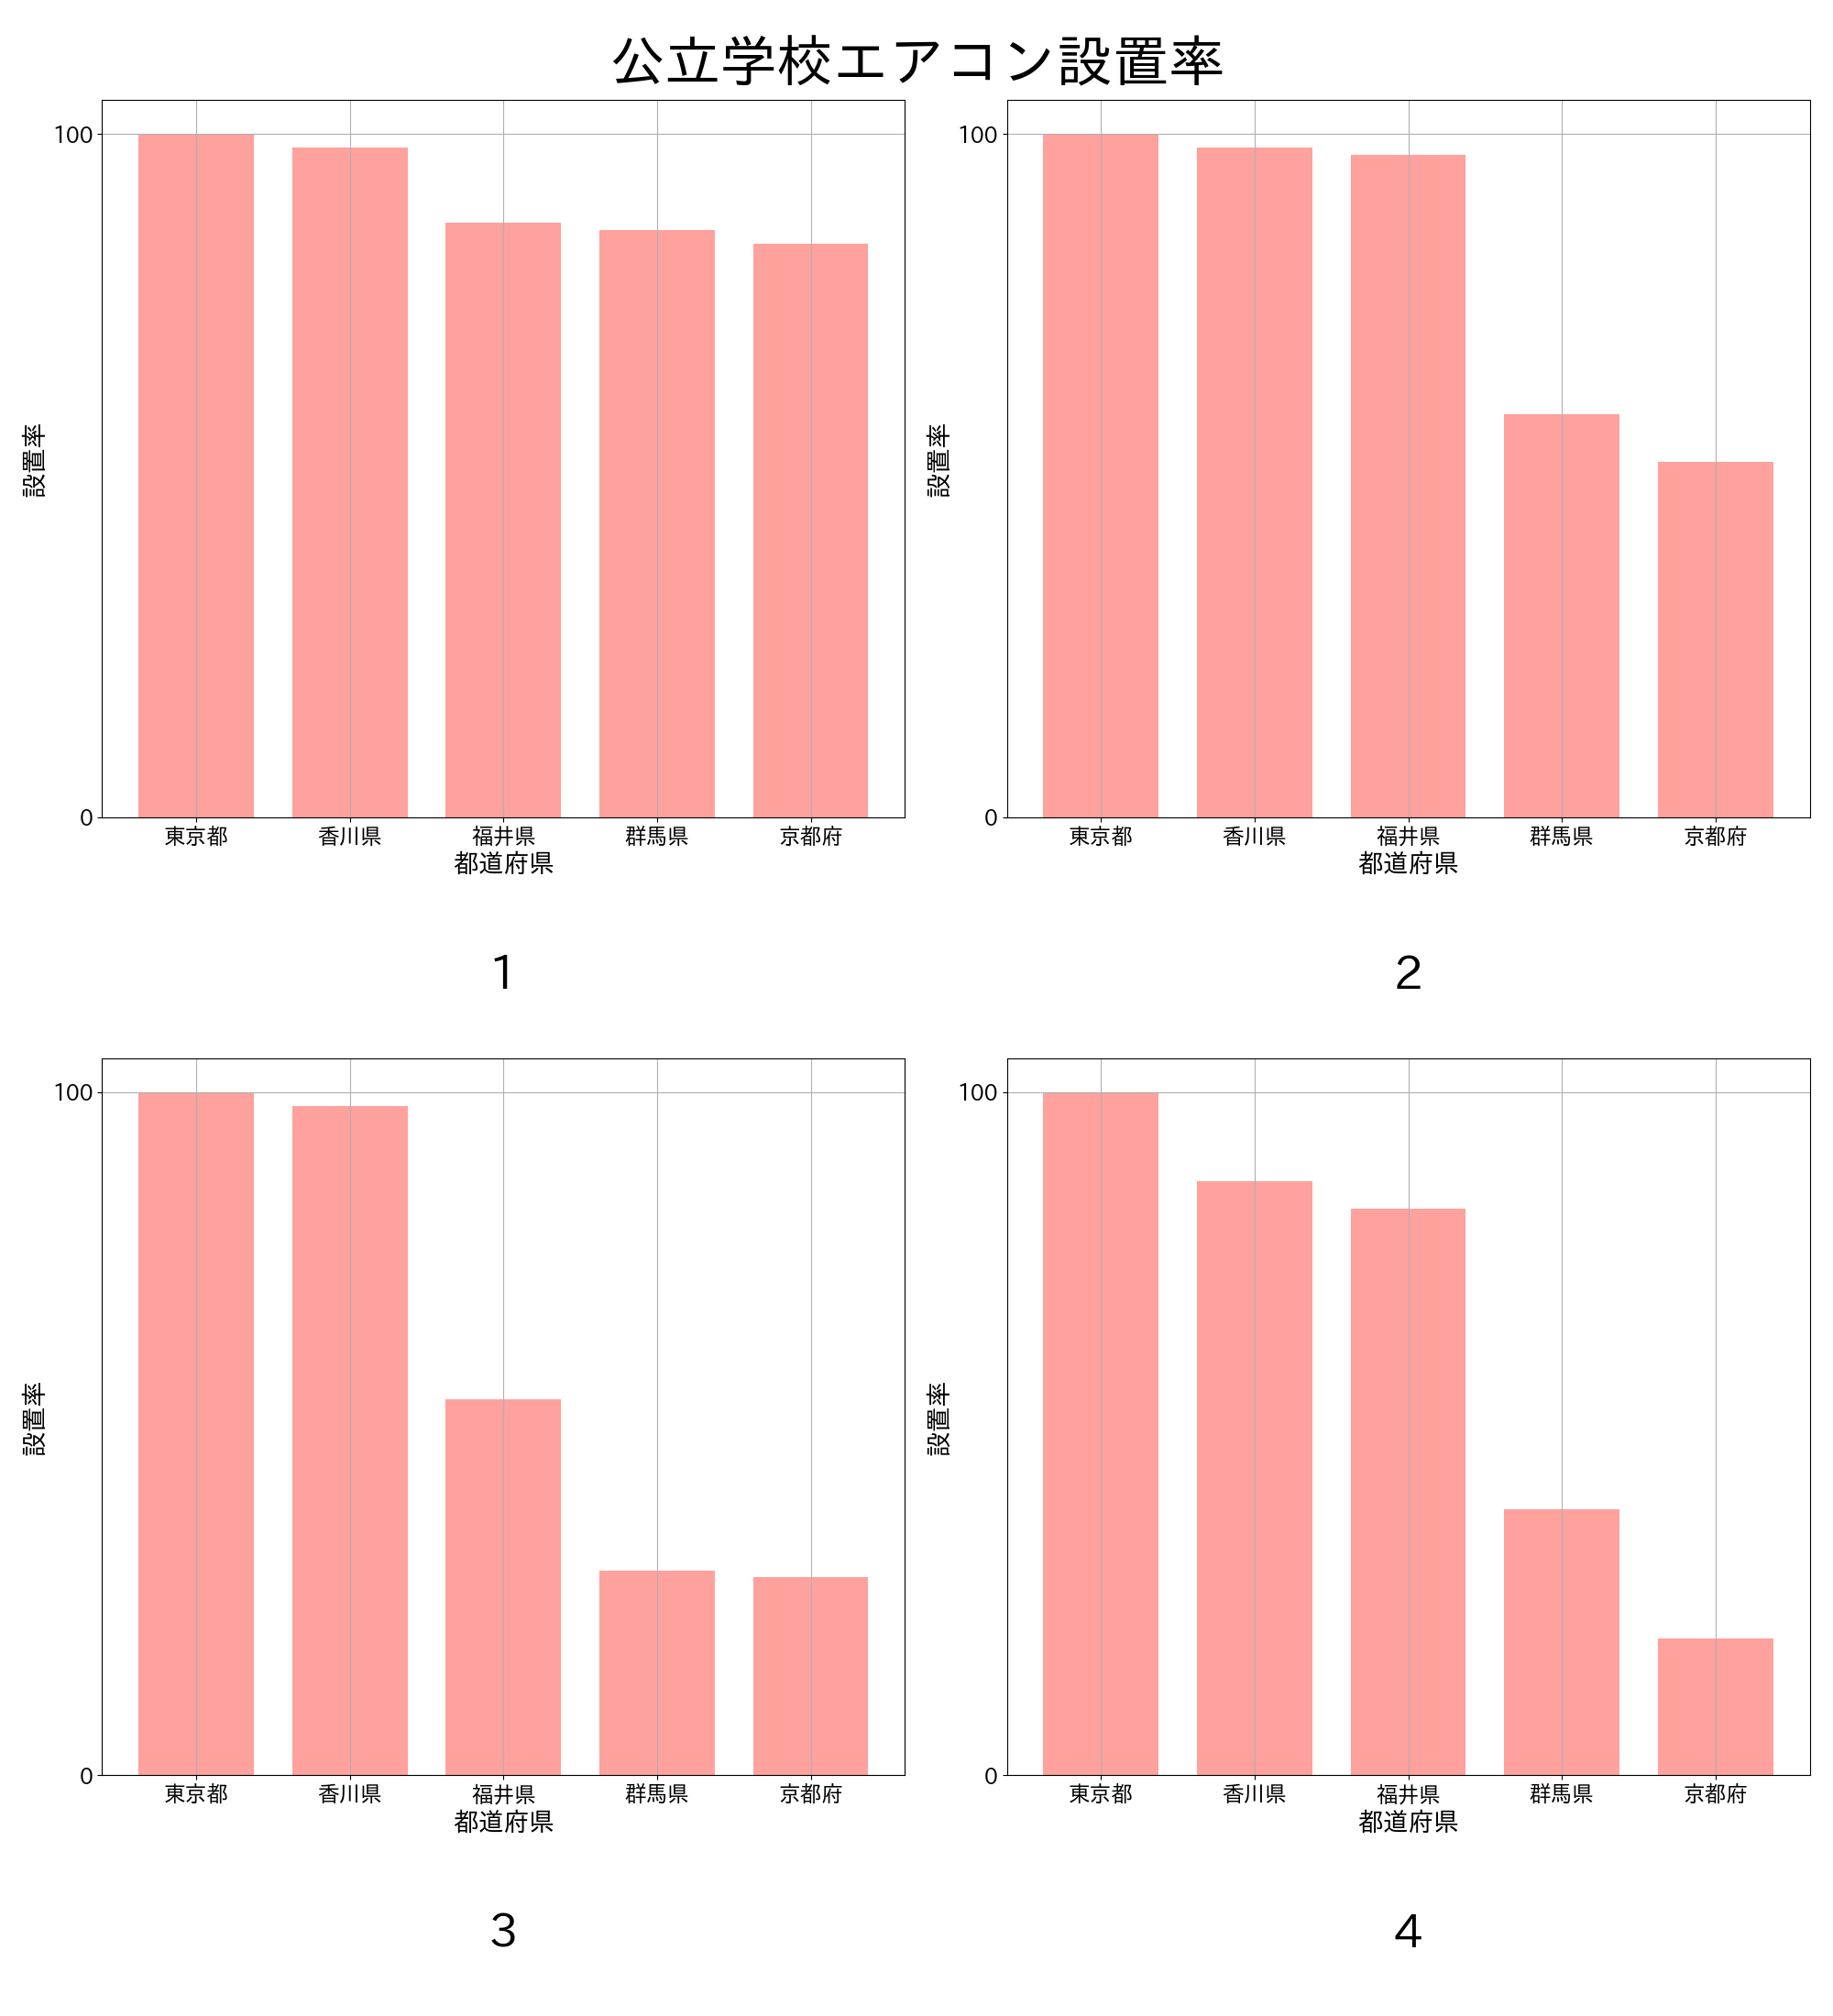 公立学校エアコン設置率
100
0
設置率
東京都 香川県 福井県 群馬県 京都府
都道府県
1
100
0
設置率
東京都 香川県 福井県 群馬県 京都府
都道府県
2
100
0
設置率
東京都 香川県 福井県 群馬県 京都府
都道府県
3
100
0
設置率
東京都 香川県 福井県 群馬県 京都府
都道府県
4